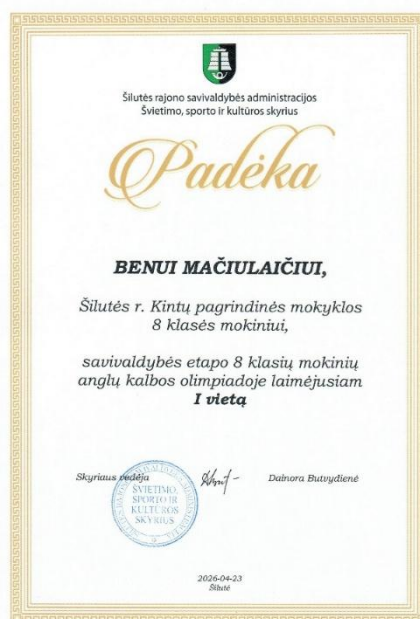 Šilutės rajono savivaldybės administracijos
Švietimo, sporto ir kultūros skyrius
Padėka
BENUI MAČIULAIČIUI,
Šilutės r. Kintų pagrindinės mokyklos
8 klasės mokiniui,
savivaldybės etapo 8 klasių mokinių
anglų kalbos olimpiadoje laimėjusiam
I vietą
Skyriaus vedėja
Dainora Butvydienė
ŠVIETIMO,
SPORTO IR
KULTŪROS
SKYRIUS
2026-04-23
Šilutė